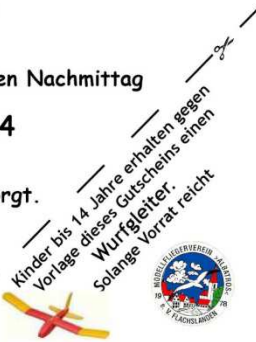 en Nachmittag
4
rgt.
Kinder bis 14 Jahre erhalten gegen
Vorlage dieses Gutscheins einen
Wurfgleiter.
Solange Vorrat reicht
MODELLFLIEGERVEREIN »ALBATROS«
19 78
e. V. FLACHSLANDEN